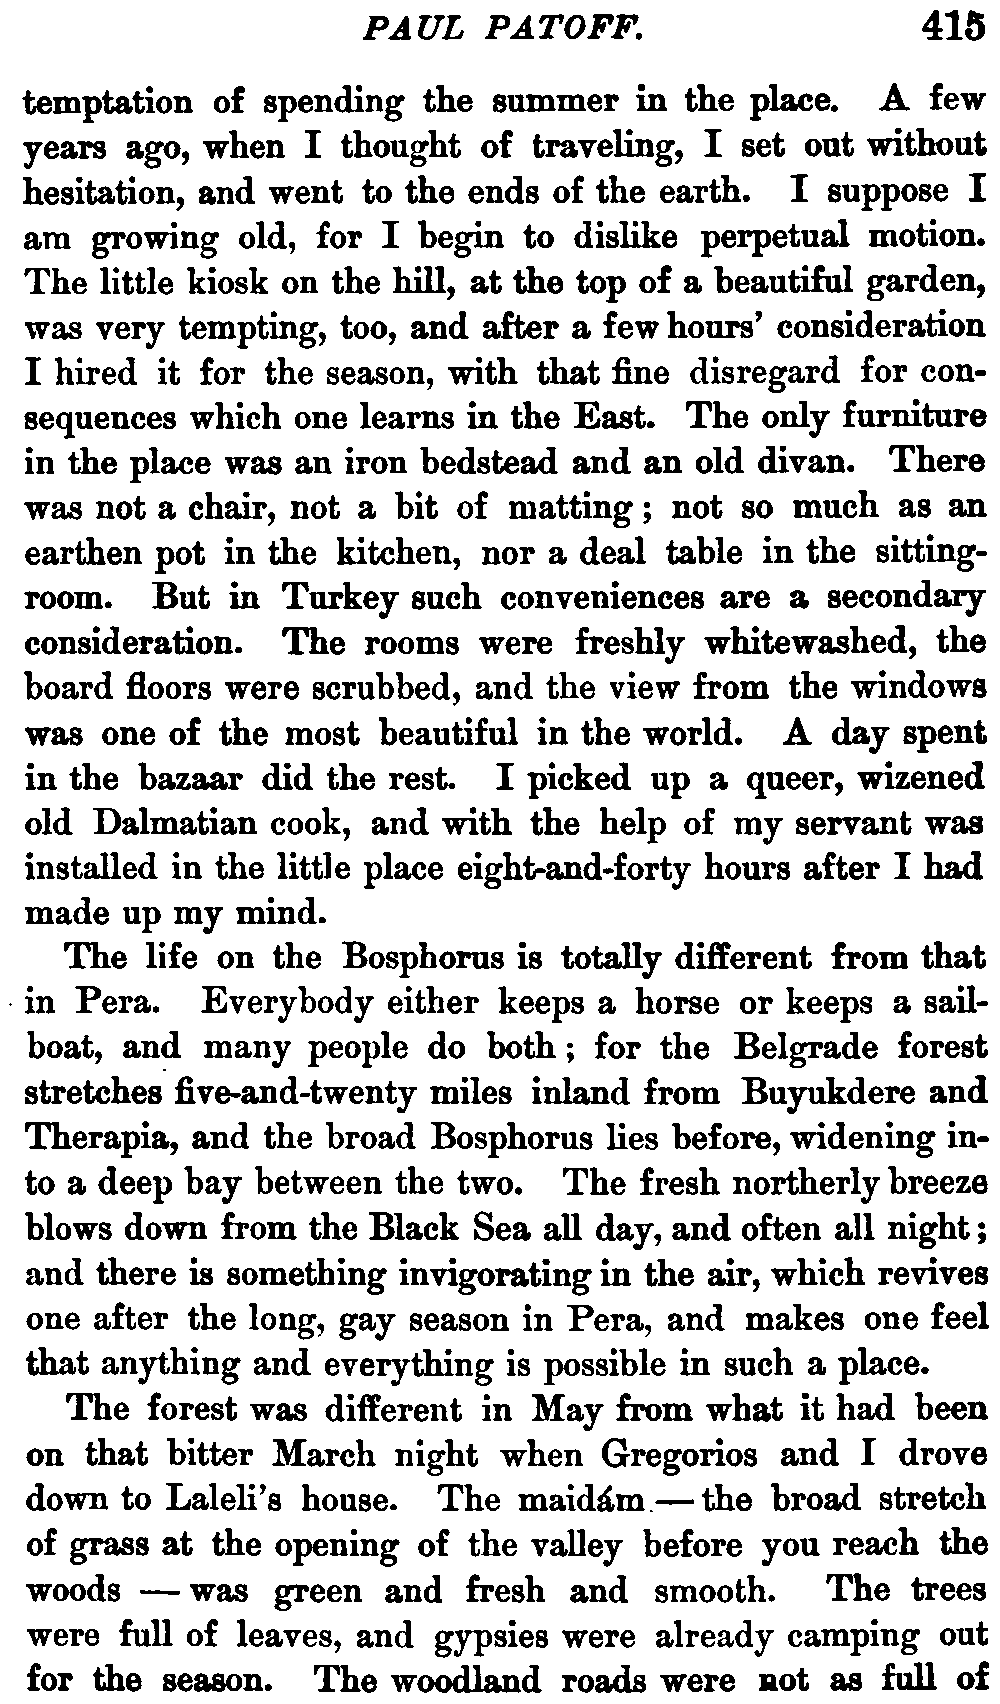 PAUL PATOFF. 415
temptation of spending the summer in the place. A few
years ago, when I thought of traveling, I set out without
hesitation, and went to the ends of the earth. I suppose I
am growing old, for I begin to dislike perpetual motion.
The little kiosk on the hill, at the top of a beautiful garden,
was very tempting, too, and after a few hours' consideration
I hired it for the season, with that fine disregard for con-
sequences which one learns in the East. The only furniture
in the place was an iron bedstead and an old divan. There
was not a chair, not a bit of matting; not so much as an
earthen pot in the kitchen, nor a deal table in the sitting-
room. But in Turkey such conveniences are a secondary
consideration. The rooms were freshly whitewashed, the
board floors were scrubbed, and the view from the windows
was one of the most beautiful in the world. A day spent
in the bazaar did the rest. I picked up a queer, wizened
old Dalmatian cook, and with the help of my servant was
installed in the little place eight-and-forty hours after I had
made up my mind.
The life on the Bosphorus is totally different from that
in Pera. Everybody either keeps a horse or keeps a sail-
boat, and many people do both; for the Belgrade forest
stretches five-and-twenty miles inland from Buyukdere and
Therapia, and the broad Bosphorus lies before, widening in-
to a deep bay between the two. The fresh northerly breeze
blows down from the Black Sea all day, and often all night;
and there is something invigorating in the air, which revives
one after the long, gay season in Pera, and makes one feel
that anything and everything is possible in such a place.
The forest was different in May from what it had been
on that bitter March night when Gregorios and I drove
down to Laleli's house. The maidám — the broad stretch
of grass at the opening of the valley before you reach the
woods — was green and fresh and smooth. The trees
were full of leaves, and gypsies were already camping out
for the season. The woodland roads were not as full of